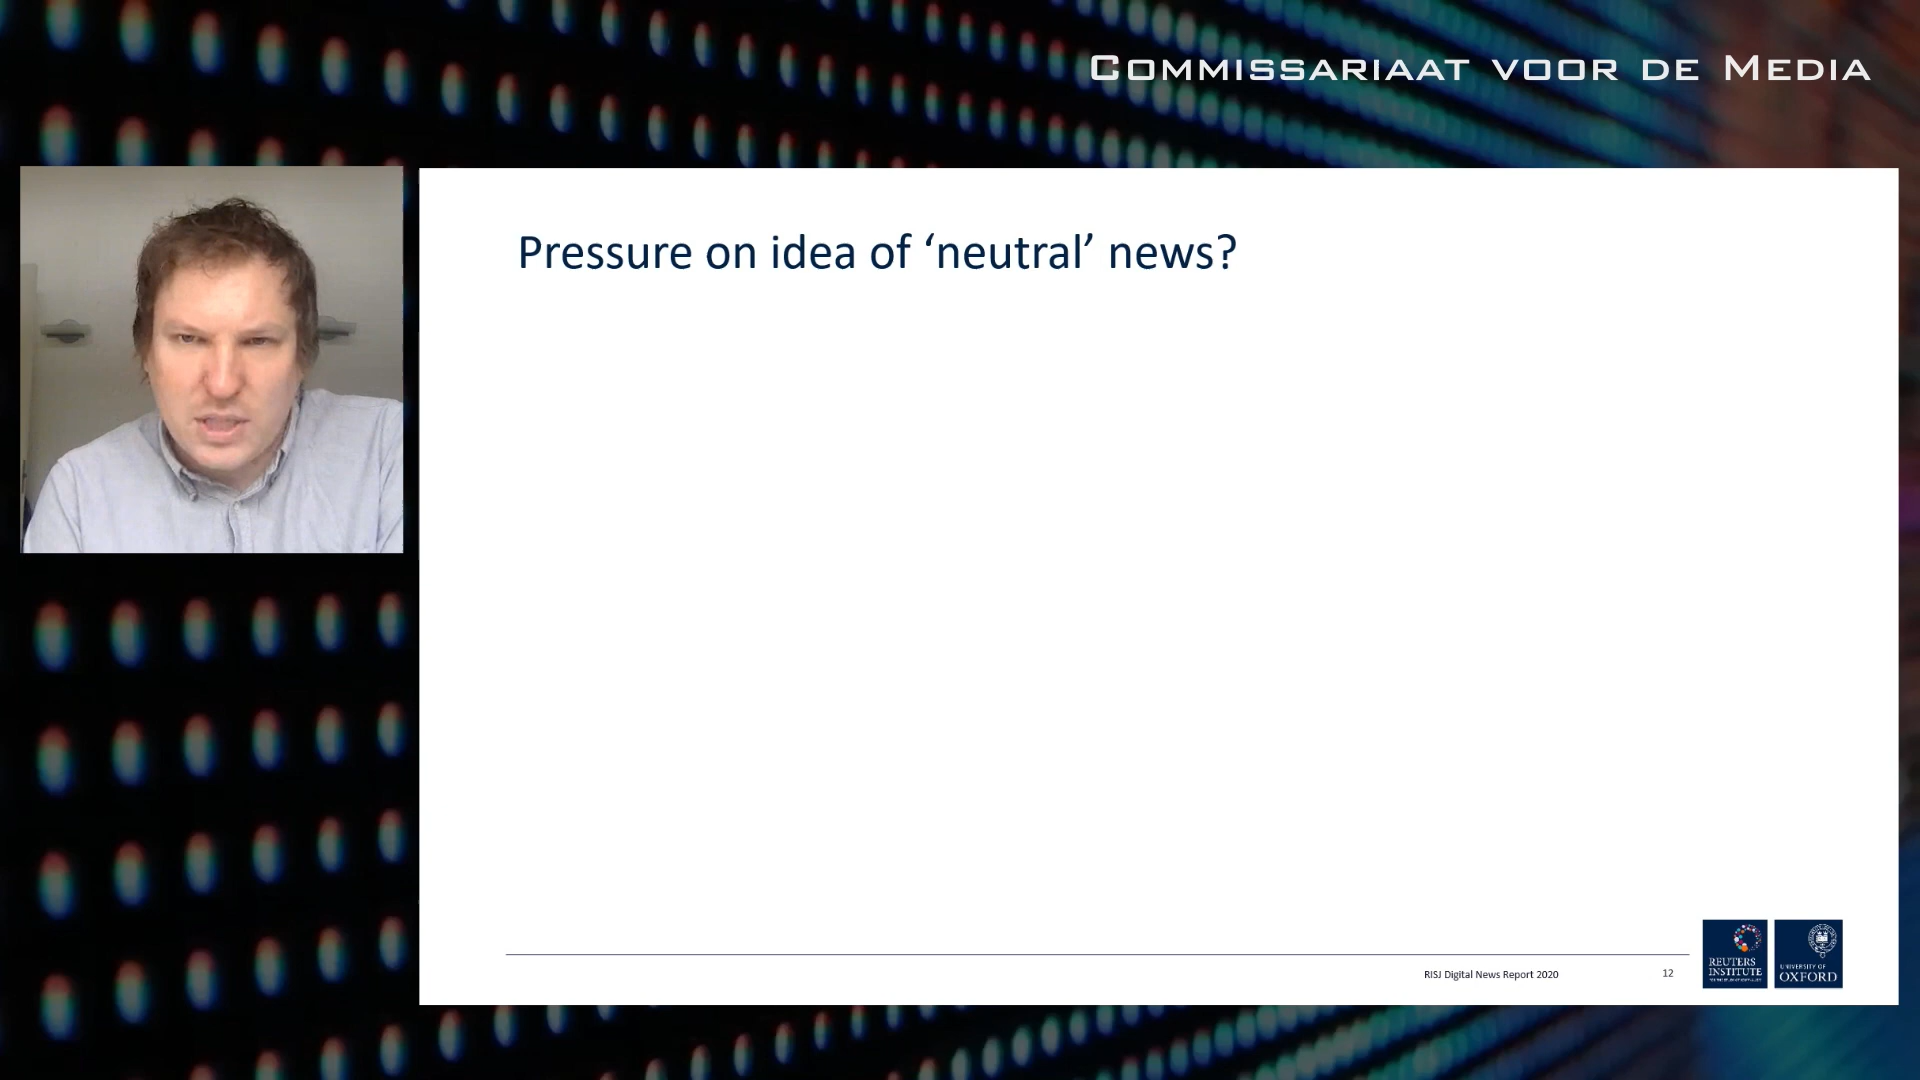 Commissariaat voor de Media
Pressure on idea of ‘neutral’ news?
RISJ Digital News Report 2020
12
REUTERS
INSTITUTE
UNIVERSITY OF
OXFORD